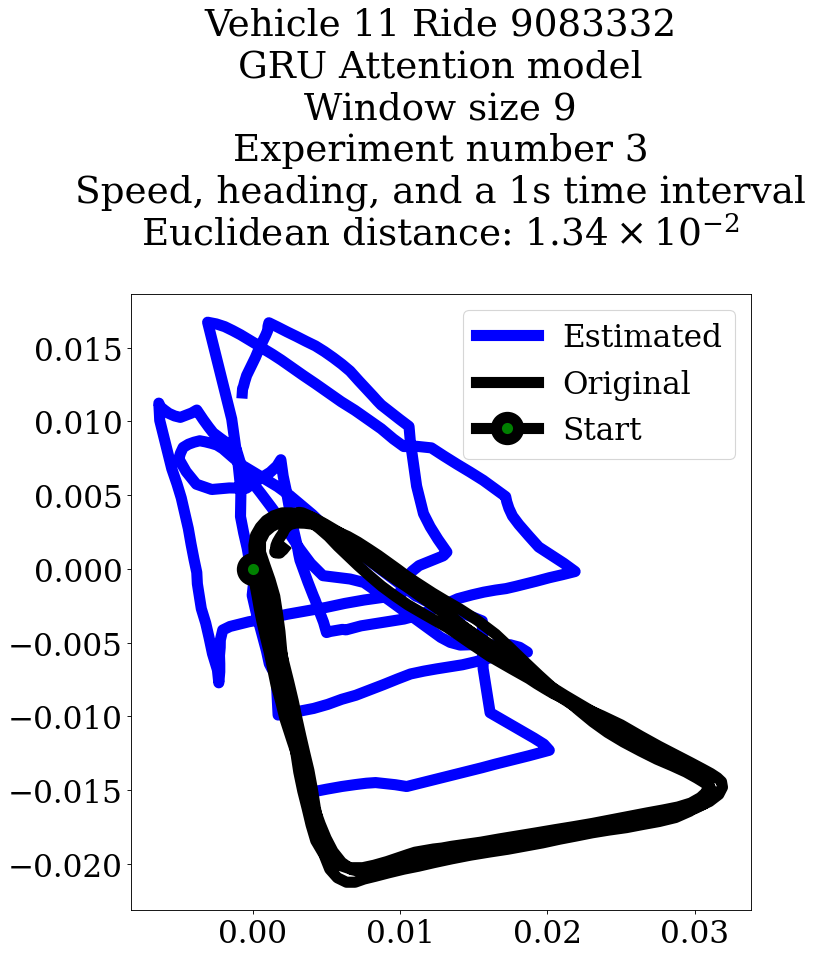 Vehicle 11 Ride 9083332
GRU Attention model
Window size 9
Experiment number 3
Speed, heading, and a 1s time interval
Euclidean distance: 1.34 × 10⁻²
Estimated
Original
Start
0.015
0.010
0.005
0.000
−0.005
−0.010
−0.015
−0.020
0.00 0.01 0.02 0.03